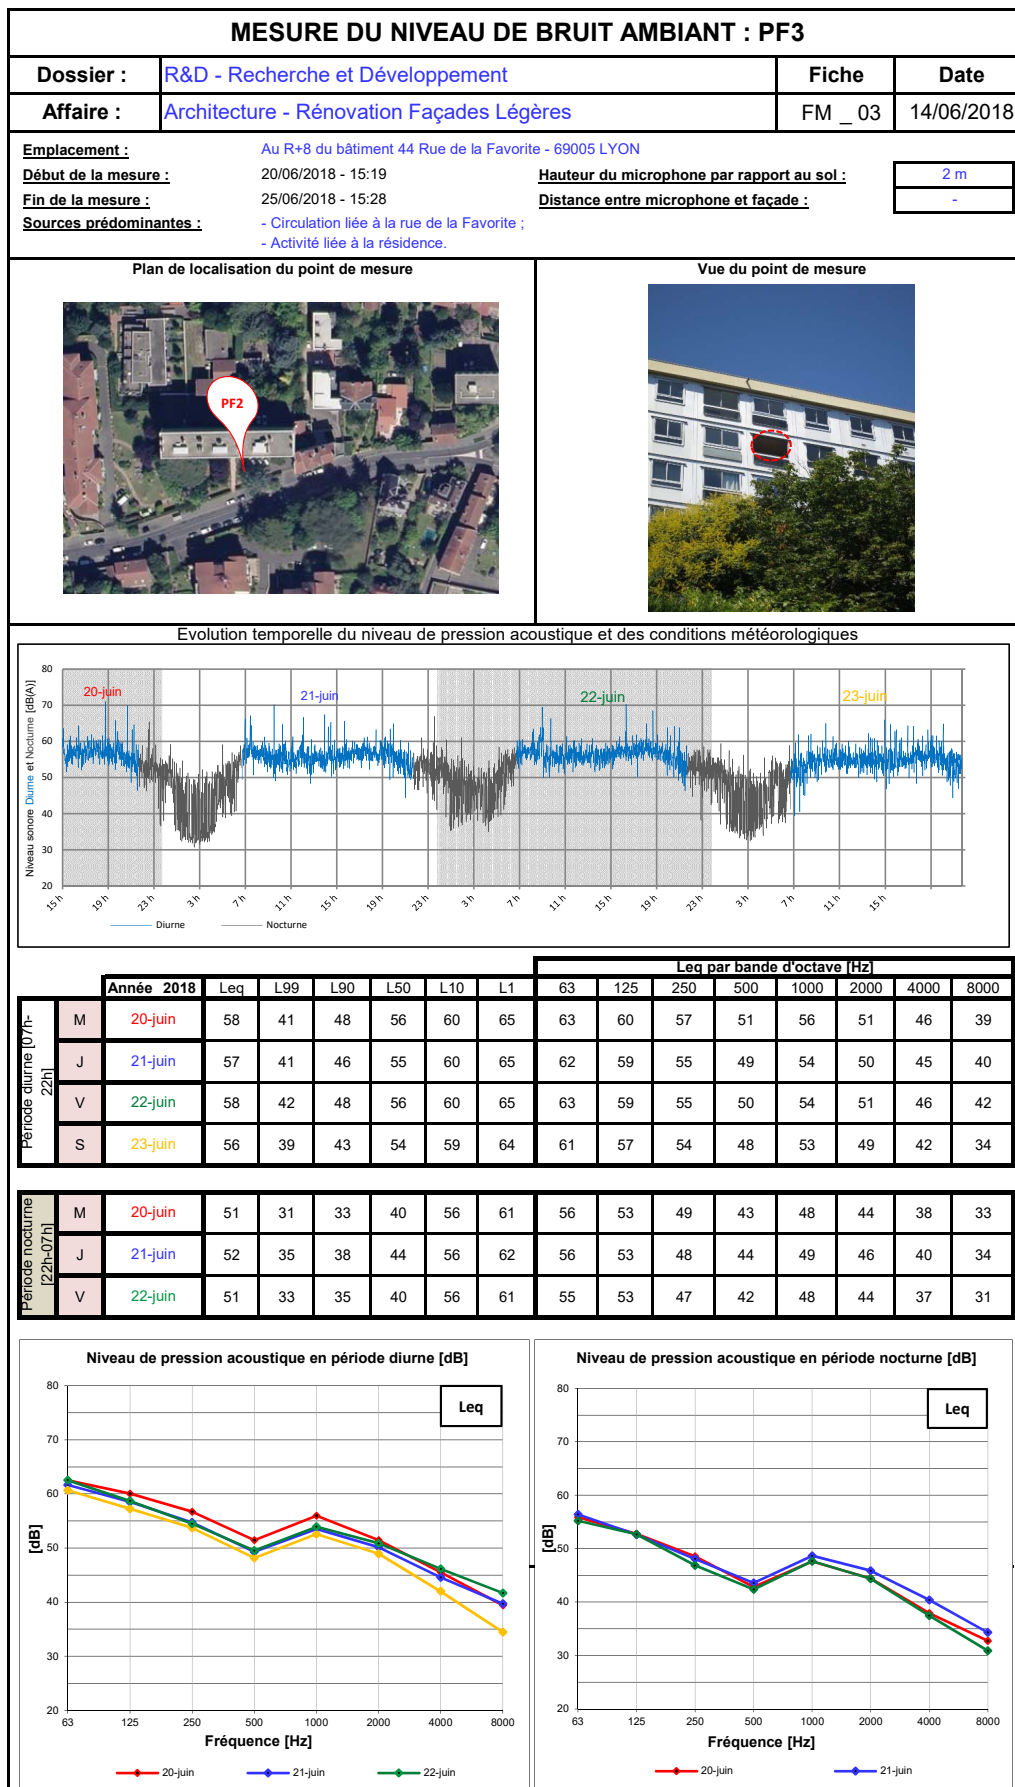 MESURE DU NIVEAU DE BRUIT AMBIANT : PF3
Dossier : R&D - Recherche et Développement Fiche Date
Affaire : Architecture - Rénovation Façades Légères FM _ 03 14/06/2018
Emplacement : Au R+8 du bâtiment 44 Rue de la Favorite - 69005 LYON
Début de la mesure : 20/06/2018 - 15:19 Hauteur du microphone par rapport au sol : 2 m
Fin de la mesure : 25/06/2018 - 15:28 Distance entre microphone et façade : -
Sources prédominantes : - Circulation liée à la rue de la Favorite ;
- Activité liée à la résidence.
Plan de localisation du point de mesure
Vue du point de mesure
PF2
Evolution temporelle du niveau de pression acoustique et des conditions météorologiques
Niveau sonore Diurne et Nocturne [dB(A)]
80
70
60
50
40
30
20
20-juin 21-juin 22-juin 23-juin
15 h 19 h 23 h 3 h 7 h 11 h 15 h 19 h 23 h 3 h 7 h 11 h 15 h 19 h 23 h 3 h 7 h 11 h 15 h
Diurne Nocturne
Leq par bande d'octave [Hz]
Année 2018 Leq L99 L90 L50 L10 L1 63 125 250 500 1000 2000 4000 8000
Période diurne [07h-22h]
M 20-juin 58 41 48 56 60 65 63 60 57 51 56 51 46 39
J 21-juin 57 41 46 55 60 65 62 59 55 49 54 50 45 40
V 22-juin 58 42 48 56 60 65 63 59 55 50 54 51 46 42
S 23-juin 56 39 43 54 59 64 61 57 54 48 53 49 42 34
Période nocturne [22h-07h]
M 20-juin 51 31 33 40 56 61 56 53 49 43 48 44 38 33
J 21-juin 52 35 38 44 56 62 56 53 48 44 49 46 40 34
V 22-juin 51 33 35 40 56 61 55 53 47 42 48 44 37 31
Niveau de pression acoustique en période diurne [dB]
Leq
[dB]
80
70
60
50
40
30
20
63 125 250 500 1000 2000 4000 8000
Fréquence [Hz]
20-juin 21-juin 22-juin
Niveau de pression acoustique en période nocturne [dB]
Leq
[dB]
80
70
60
50
40
30
20
63 125 250 500 1000 2000 4000 8000
Fréquence [Hz]
20-juin 21-juin